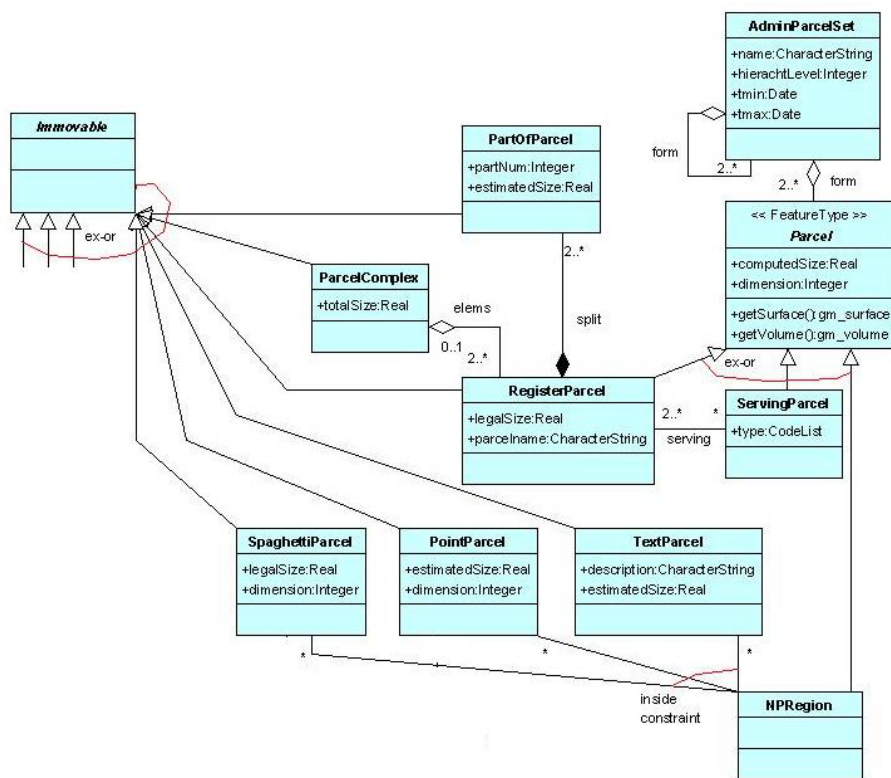 AdminParcelSet
+name:CharacterString
+hierachtLevel:Integer
+tmin:Date
+tmax:Date
form
2..*
2..*
form
Immovable
ex-or
PartOfParcel
+partNum:Integer
+estimatedSize:Real
2..*
<< FeatureType >>
Parcel
+computedSize:Real
+dimension:Integer
+getSurface():gm_surface
+getVolume():gm_volume
ParcelComplex
+totalSize:Real
elems
0..1
2..*
split
ex-or
RegisterParcel
+legalSize:Real
+parcelname:CharacterString
2..*
*
serving
ServingParcel
+type:CodeList
SpaghettiParcel
+legalSize:Real
+dimension:Integer
*
PointParcel
+estimatedSize:Real
+dimension:Integer
*
TextParcel
+description:CharacterString
+estimatedSize:Real
*
inside
constraint
NPRegion